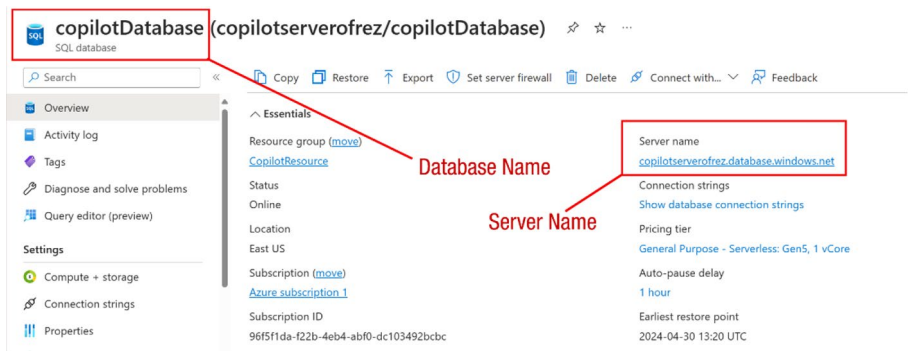 copilotDatabase (copilotserverofrez/copilotDatabase)
SQL database
Search
Copy Restore Export Set server firewall Delete Connect with... Feedback
Overview
Activity log
Tags
Diagnose and solve problems
Query editor (preview)
Settings
Compute + storage
Connection strings
Properties
Essentials
Resource group (move)
CopilotResource
Status
Online
Location
East US
Subscription (move)
Azure subscription 1
Subscription ID
96f5f1da-f22b-4eb4-abf0-dc103492bcbc
Database Name
Server Name
Server name
copilotserverofrez.database.windows.net
Connection strings
Show database connection strings
Pricing tier
General Purpose - Serverless: Gen5, 1 vCore
Auto-pause delay
1 hour
Earliest restore point
2024-04-30 13:20 UTC